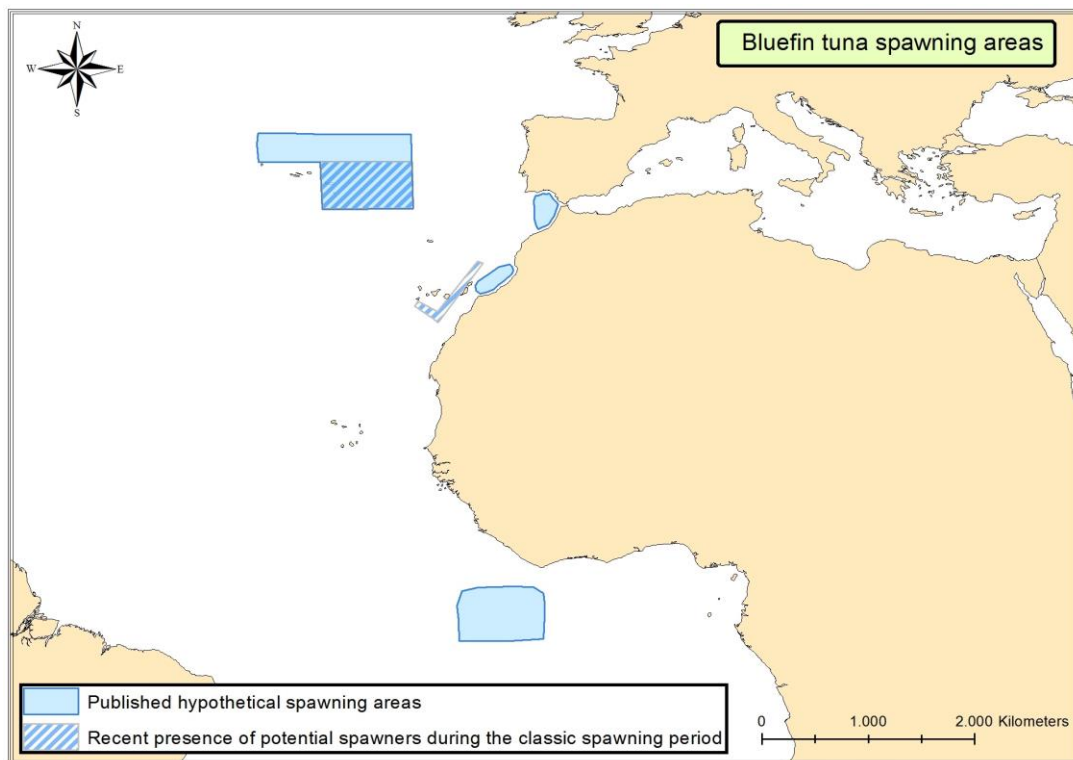 Bluefin tuna spawning areas
N
W E
S
Published hypothetical spawning areas
Recent presence of potential spawners during the classic spawning period
0 1.000 2.000 Kilometers